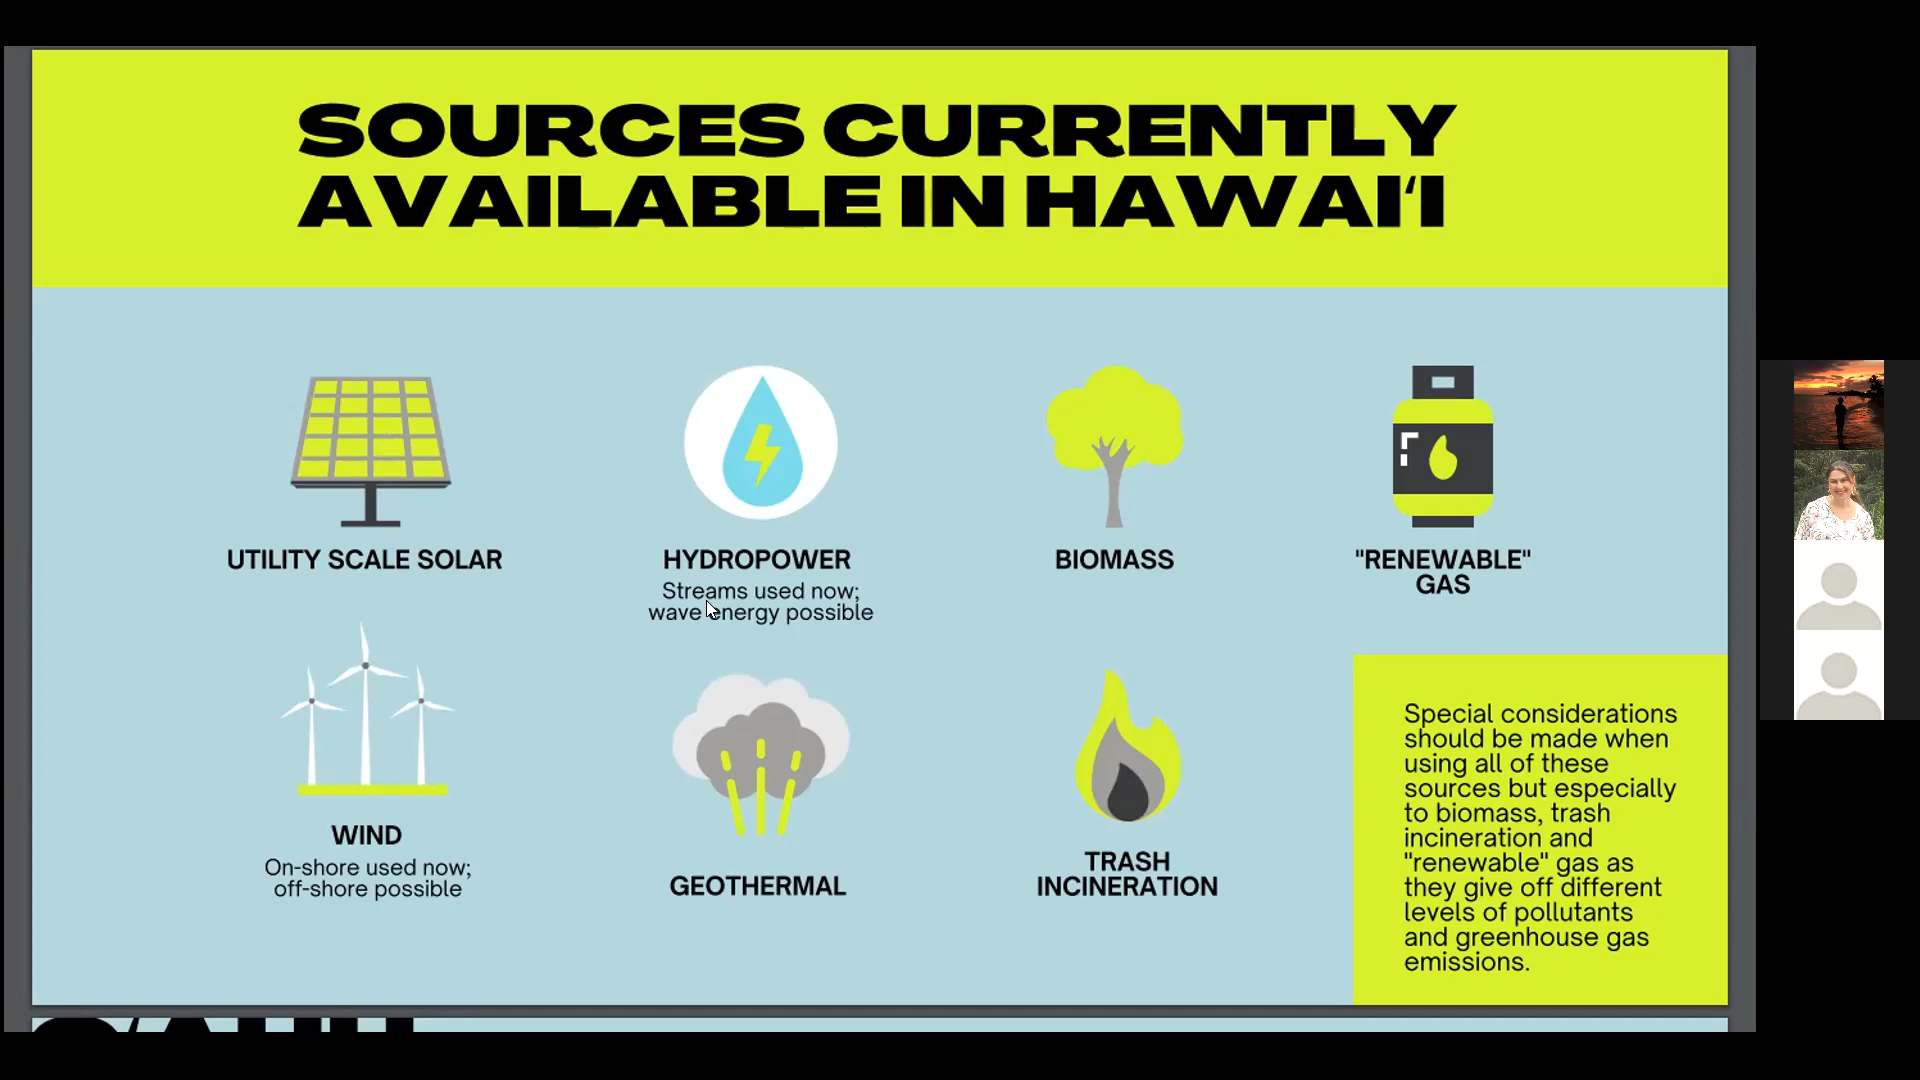 SOURCES CURRENTLY
AVAILABLE IN HAWAIʻI
UTILITY SCALE SOLAR
HYDROPOWER
Streams used now;
wave energy possible
BIOMASS
"RENEWABLE"
GAS
WIND
On-shore used now;
off-shore possible
GEOTHERMAL
TRASH
INCINERATION
Special considerations
should be made when
using all of these
sources but especially
to biomass, trash
incineration and
"renewable" gas as
they give off different
levels of pollutants
and greenhouse gas
emissions.